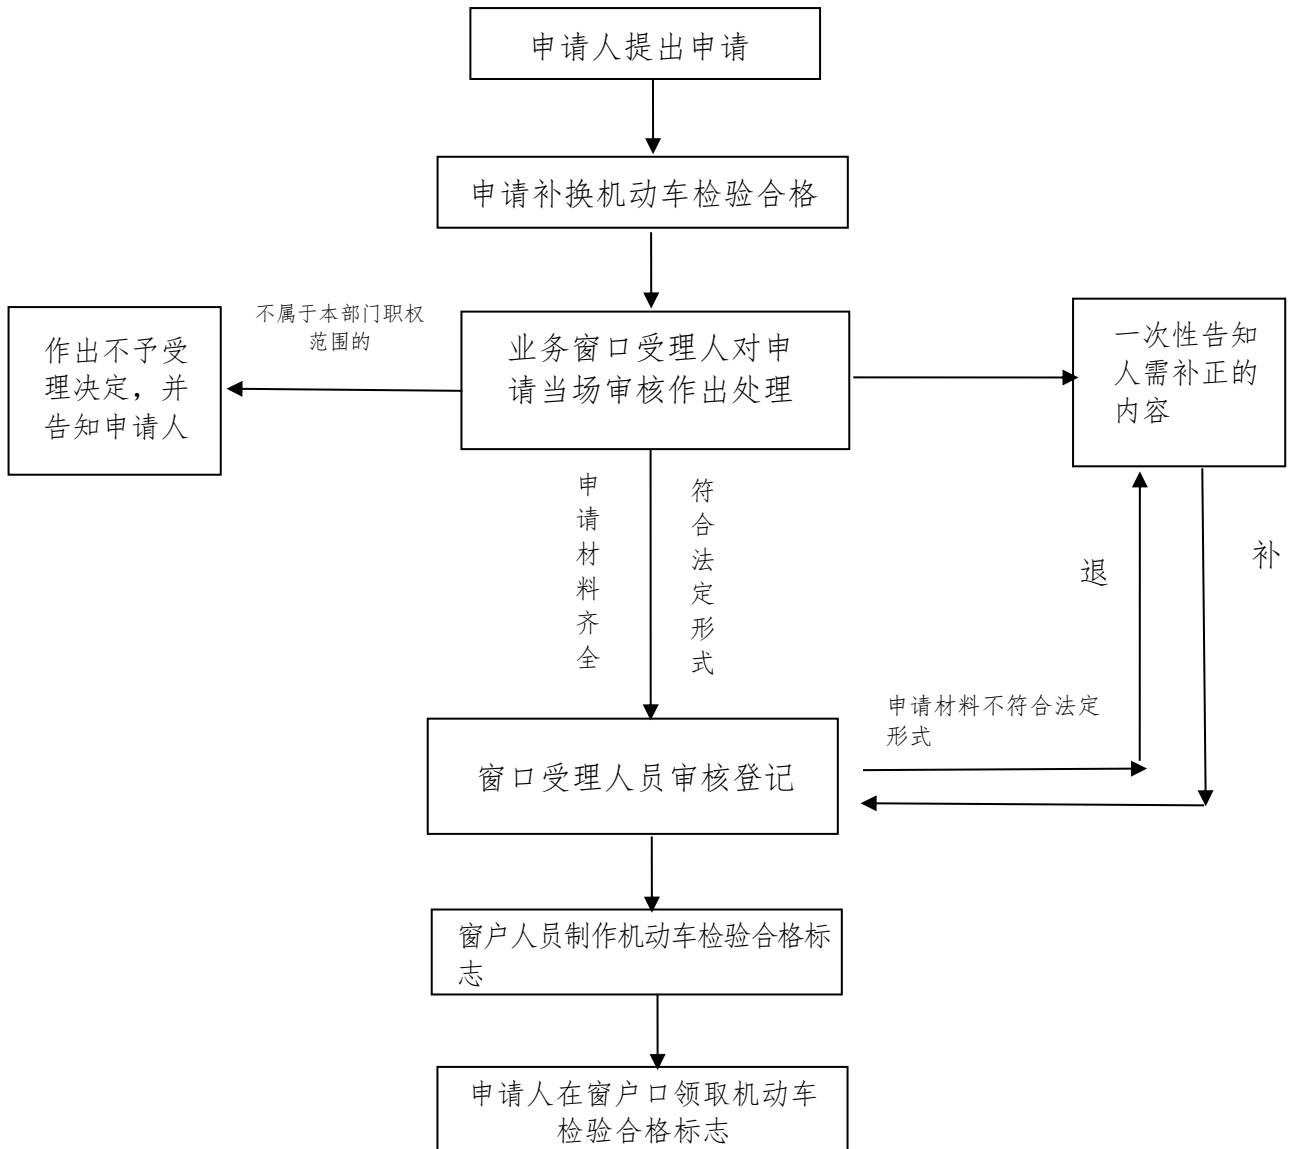 申请人提出申请
申请补换机动车检验合格
不属于本部门职权
范围的
作出不予受
理决定，并
告知申请人
业务窗口受理人对申
请当场审核作出处理
一次性告知
人需补正的
内容
申请材料齐全
符合法定形式
退
补
申请材料不符合法定
形式
窗口受理人员审核登记
窗户人员制作机动车检验合格标
志
申请人在窗户口领取机动车
检验合格标志